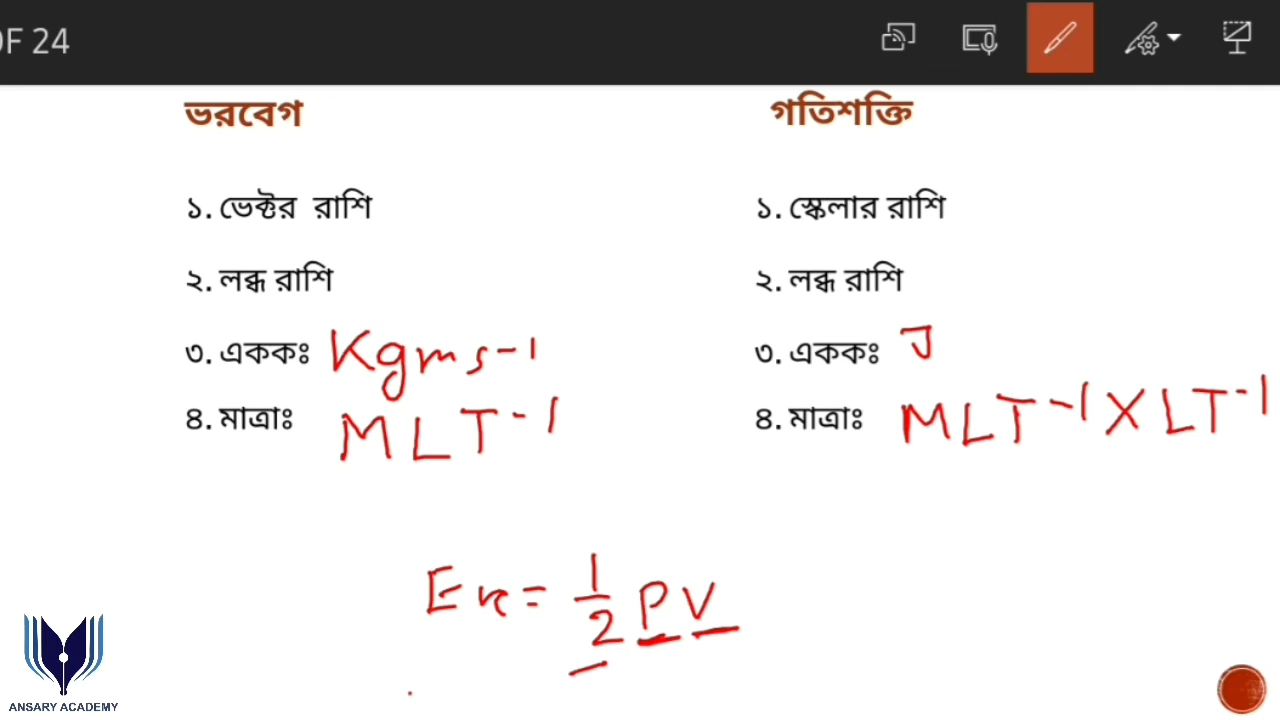 OF 24
ভরবেগ
১. ভেক্টর রাশি
২. লব্ধ রাশি
৩. এককঃ Kgms-1
৪. মাত্রাঃ MLT-1
গতিশক্তি
১. স্কেলার রাশি
২. লব্ধ রাশি
৩. এককঃ J
৪. মাত্রাঃ MLT-1 X LT-1
Ek = 1/2 PV
ANSARY ACADEMY